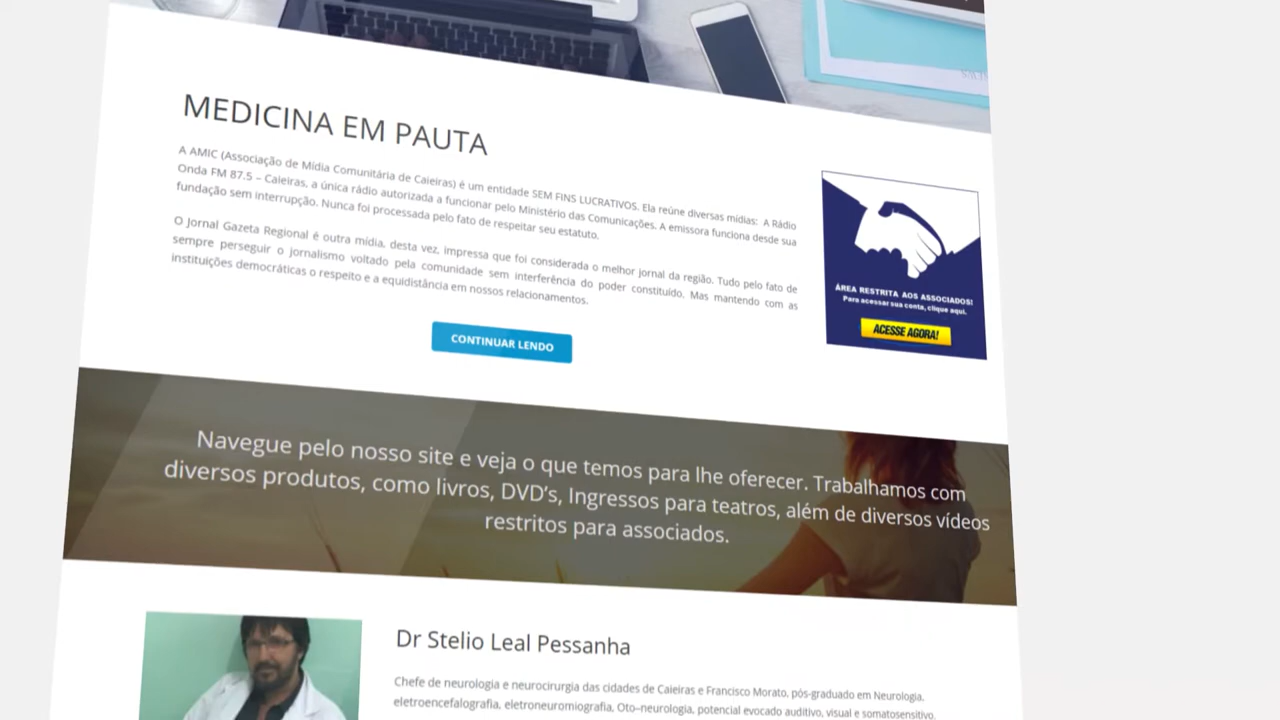 MEDICINA EM PAUTA
A AMIC (Associação de Mídia Comunitária de Caieiras) é um entidade SEM FINS LUCRATIVOS. Ela reúne diversas mídias: A Rádio
Onda FM 87.5 – Caleiras, a única rádio autorizada a funcionar pelo Ministério das Comunicações. A emissora funciona desde sua
fundação sem interrupção. Nunca foi processada pelo fato de respeitar seu estatuto.
O Jornal Gazeta Regional é outra mídia, desta vez, impressa que foi considerada o melhor jornal da região. Tudo pelo fato de
sempre perseguir o jornalismo voltado pela comunidade sem interferência do poder constituído. Mas mantendo com as
instituições democráticas o respeito e a equidistância em nossos relacionamentos.
CONTINUAR LENDO
ÁREA RESTRITA AOS ASSOCIADOS!
Para acessar sua conta, clique aqui.
ACESSE AGORA!
Navegue pelo nosso site e veja o que temos para lhe oferecer. Trabalhamos com
diversos produtos, como livros, DVD's, Ingressos para teatros, além de diversos vídeos
restritos para associados.
Dr Stelio Leal Pessanha
Chefe de neurologia e neurocirurgia das cidades de Caieiras e Francisco Morato, pós-graduado em Neurologia,
eletroencefalografia, eletroneuromiografia, Oto–neurologia, potencial evocado auditivo, visual e somatosensitivo.